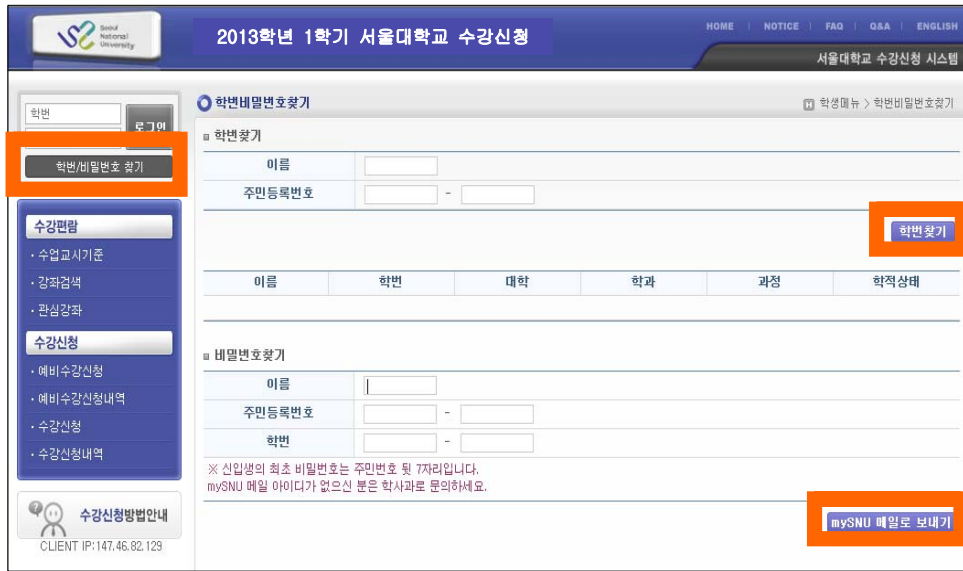 Seoul
National
University
2013학년 1학기 서울대학교 수강신청
HOME | NOTICE | FAQ | Q&A | ENGLISH
서울대학교 수강신청 시스템
학번
로그인
학번/비밀번호 찾기
수강편람
· 수업교시기준
· 강좌검색
· 관심강좌
수강신청
· 예비수강신청
· 예비수강신청내역
· 수강신청
· 수강신청내역
수강신청방법안내
CLIENT IP:147.46.82.129
학번비밀번호찾기
학생메뉴 > 학번비밀번호찾기
학번찾기
이름
주민등록번호 -
학번찾기
이름 학번 대학 학과 과정 학적상태
비밀번호찾기
이름
주민등록번호 -
학번 -
※ 신입생의 최초 비밀번호는 주민번호 뒷 7자리입니다.
mySNU 메일 아이디가 없으신 분은 학사과로 문의하세요.
mySNU 메일로 보내기